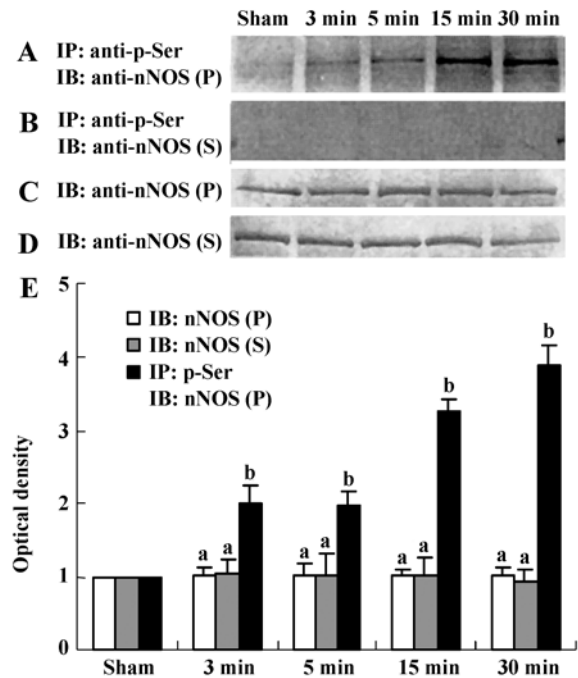 Sham 3 min 5 min 15 min 30 min
A IP: anti-p-Ser
IB: anti-nNOS (P)
B IP: anti-p-Ser
IB: anti-nNOS (S)
C IB: anti-nNOS (P)
D IB: anti-nNOS (S)
E
5
4
3
2
1
0
Optical density
IB: nNOS (P)
IB: nNOS (S)
IP: p-Ser
IB: nNOS (P)
a a b
a a b
a a b
a a b
Sham 3 min 5 min 15 min 30 min